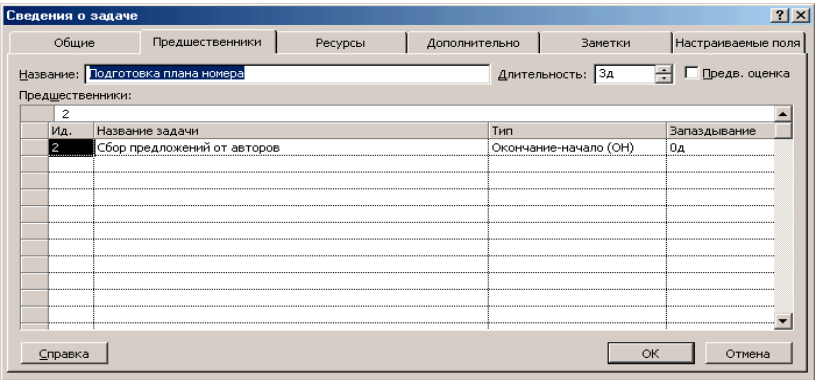 Сведения о задаче
Общие Предшественники Ресурсы Дополнительно Заметки Настраиваемые поля
Название: Подготовка плана номера Длительность: 3д Предв. оценка
Предшественники:
2
Ид. Название задачи Тип Запаздывание
2 Сбор предложений от авторов Окончание-начало (ОН) 0д
Справка ОК Отмена